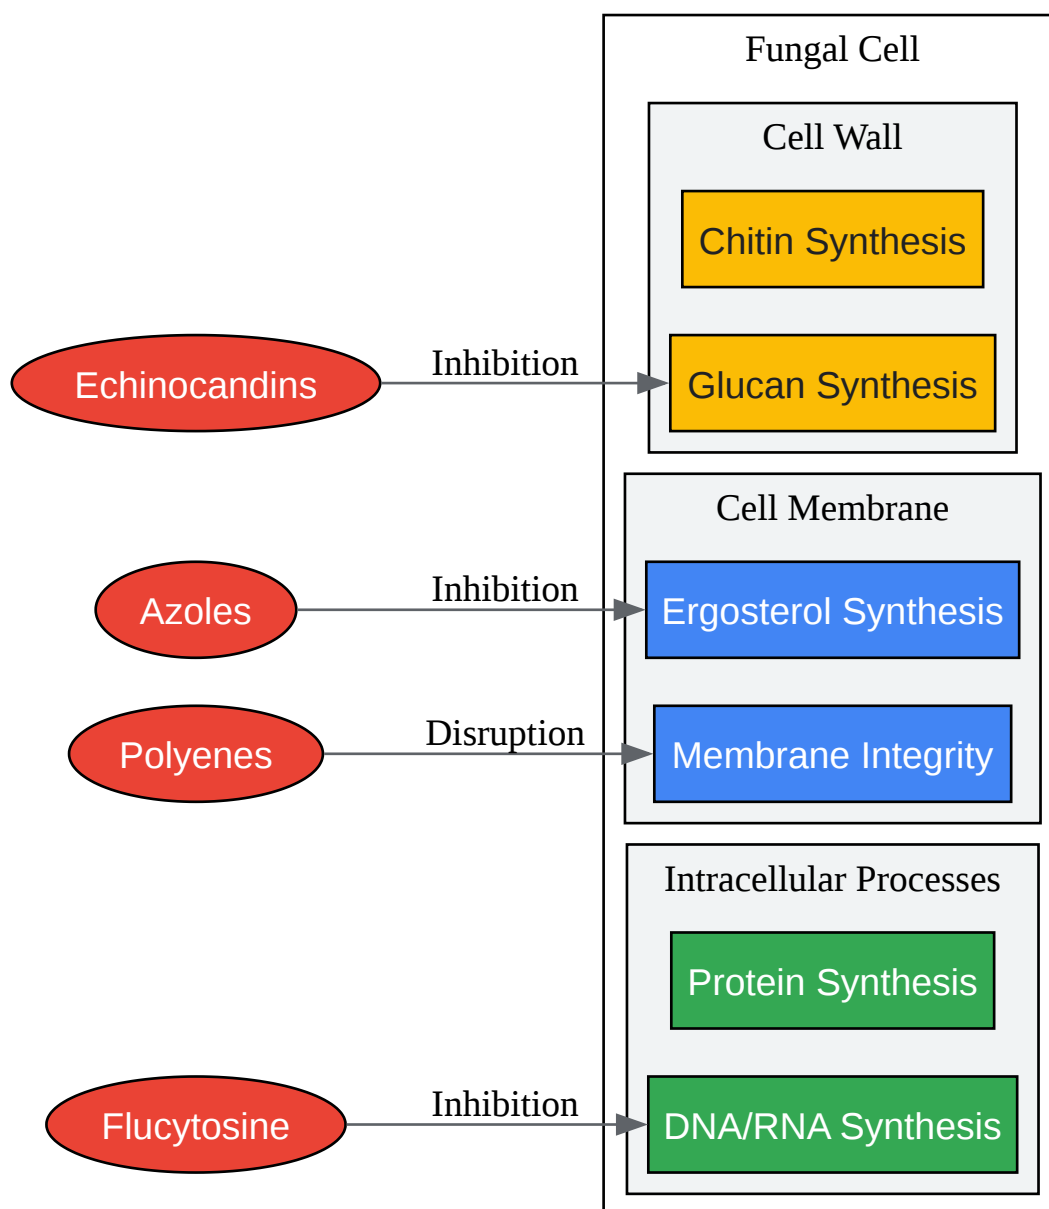 Fungal Cell
Cell Wall
Chitin Synthesis
Echinocandins
Inhibition
Glucan Synthesis
Cell Membrane
Azoles
Inhibition
Ergosterol Synthesis
Polyenes
Disruption
Membrane Integrity
Intracellular Processes
Protein Synthesis
Flucytosine
Inhibition
DNA/RNA Synthesis